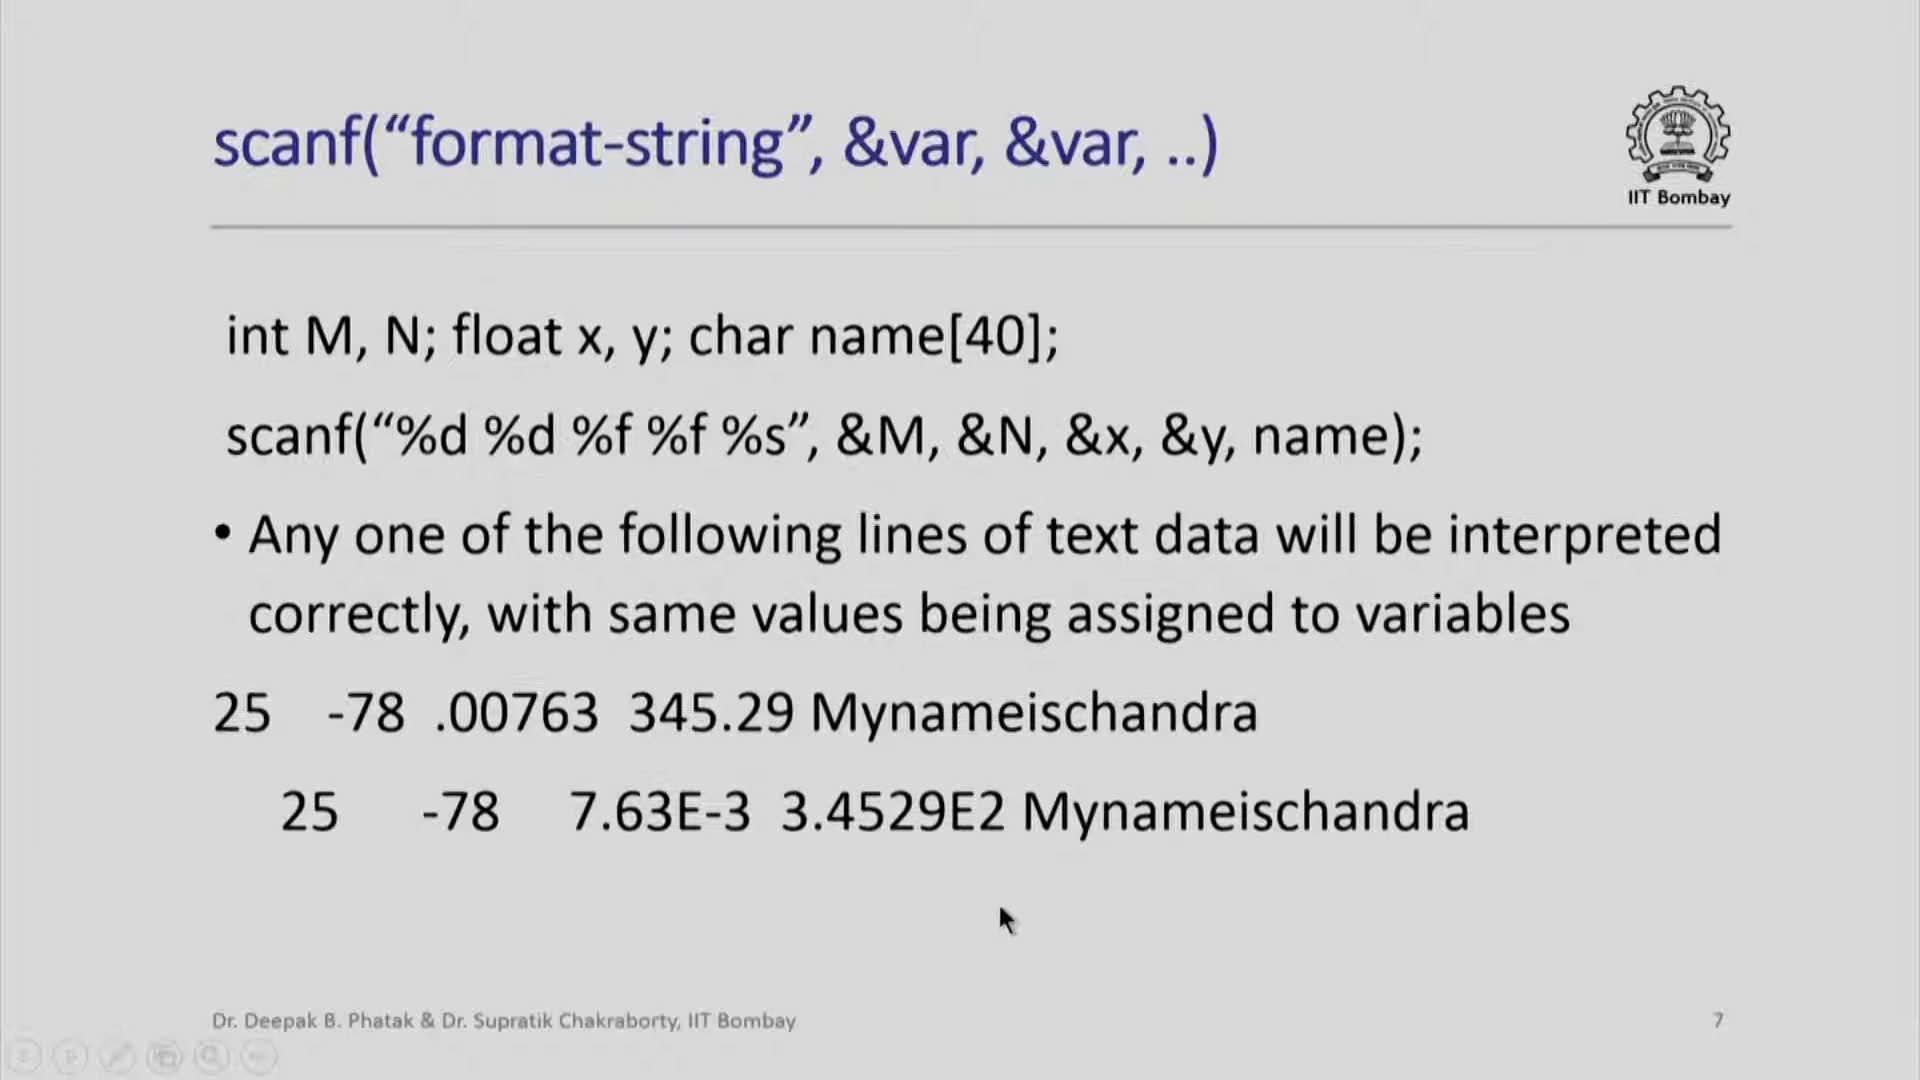 scanf(“format-string”, &var, &var, ..)
IIT Bombay
int M, N; float x, y; char name[40];
scanf(“%d %d %f %f %s”, &M, &N, &x, &y, name);
• Any one of the following lines of text data will be interpreted
correctly, with same values being assigned to variables
25 -78 .00763 345.29 Mynameischandra
25 -78 7.63E-3 3.4529E2 Mynameischandra
Dr. Deepak B. Phatak & Dr. Supratik Chakraborty, IIT Bombay
7